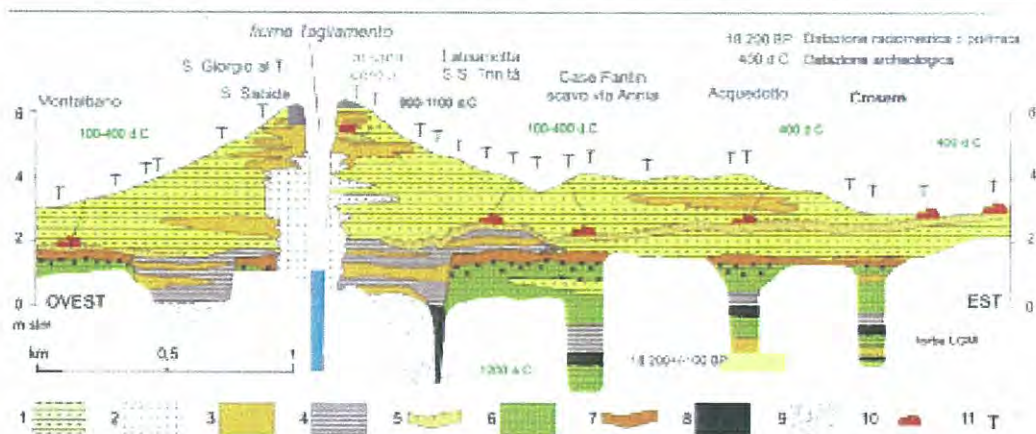 fiume Tagliamento
18 200 BP Datazione radiometrica o pollinica
400 d C Datazione archeologica
S. Giorgio al T
S. Sabide
Latisanotta
S.S. Trinità
Case Fantin
scavo via Annia
Acquedotto
Crosere
Montalbano
100-400 d.C
900-1100 d.C
100-400 d C
400 d C
400 d C
6
4
2
0
6
4
2
0
OVEST
EST
m slm
km 0,5 1
1200 d.C
18 200+/-100 BP
torbe LGM
1 2 3 4 5 6 7 8 9 10 11 T